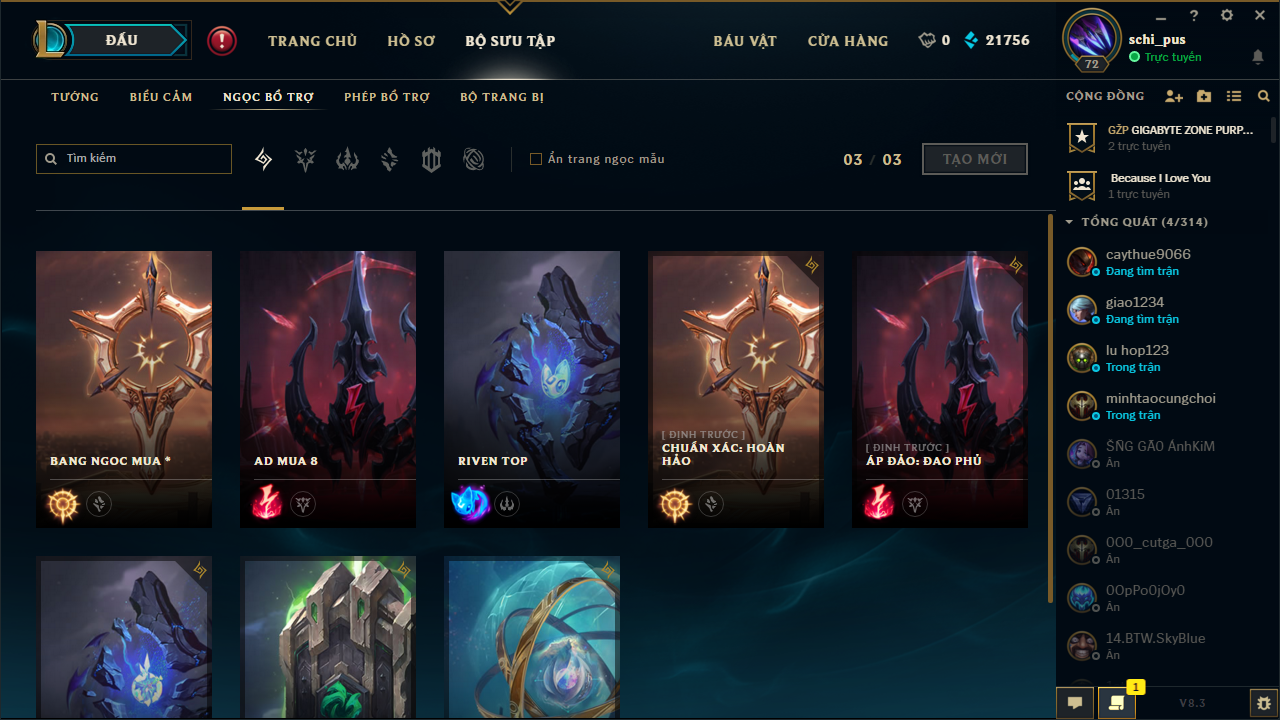 ĐẤU
TRANG CHỦ
HỒ SƠ
BỘ SƯU TẬP
BÁU VẬT
CỬA HÀNG
0
21756
72
schi_pus
Trực tuyến
TƯỚNG
BIỂU CẢM
NGỌC BỔ TRỢ
PHÉP BỔ TRỢ
BỘ TRANG BỊ
Tìm kiếm
Ẩn trang ngọc mẫu
03 / 03
TẠO MỚI
BANG NGOC MUA *
AD MUA 8
RIVEN TOP
[ ĐỊNH TRƯỚC ]
CHUẨN XÁC: HOÀN
HẢO
[ ĐỊNH TRƯỚC ]
ÁP ĐẢO: ĐAO PHỦ
CỘNG ĐỒNG
GŽP GIGABYTE ZONE PURP...
2 trực tuyến
Because I Love You
1 trực tuyến
TỔNG QUÁT (4/314)
caythue9066
Đang tìm trận
giao1234
Đang tìm trận
lu hop123
Trong trận
minhtaocungchoi
Trong trận
ŠÑG GÃ0 ÁnhKiM
Ẩn
01315
Ẩn
0O0_cutga_0O0
Ẩn
0OpPo0jOy0
Ẩn
14.BTW.SkyBlue
Ẩn
1
V8.3